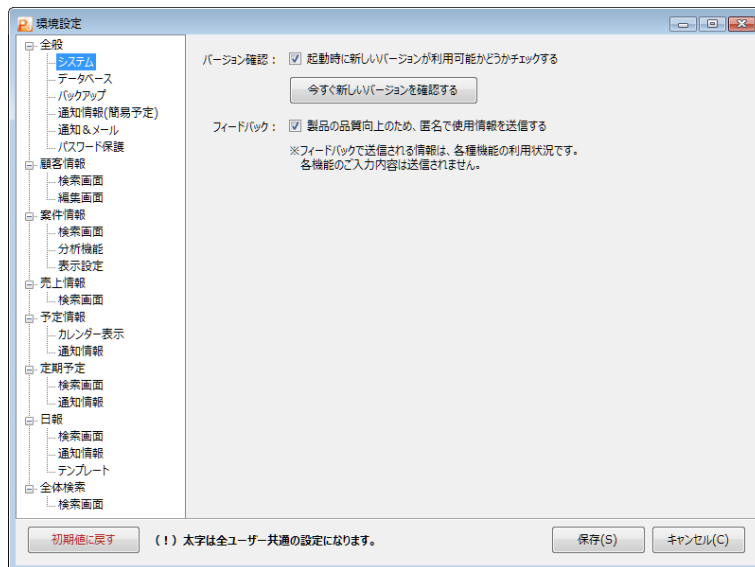 環境設定
全般
システム
データベース
バックアップ
通知情報(簡易予定)
通知＆メール
パスワード保護
顧客情報
検索画面
編集画面
案件情報
検索画面
分析機能
表示設定
売上情報
検索画面
予定情報
カレンダー表示
通知情報
定期予定
検索画面
通知情報
日報
検索画面
通知情報
テンプレート
全体検索
検索画面
バージョン確認： 起動時に新しいバージョンが利用可能かどうかチェックする
今すぐ新しいバージョンを確認する
フィードバック： 製品の品質向上のため、匿名で使用情報を送信する
※フィードバックで送信される情報は、各種機能の利用状況です。
各機能のご入力内容は送信されません。
初期値に戻す (！) 太字は全ユーザー共通の設定になります。 保存(S) キャンセル(C)